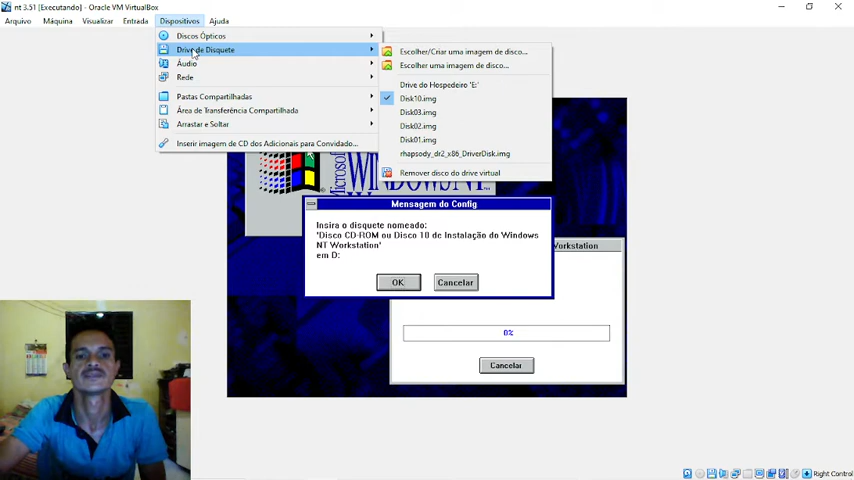 nt 3.51 [Executando] - Oracle VM VirtualBox
Arquivo Máquina Visualizar Entrada Dispositivos Ajuda
Discos Ópticos
Drive de Disquete
Áudio
Rede
Pastas Compartilhadas
Área de Transferência Compartilhada
Arrastar e Soltar
Inserir imagem de CD dos Adicionais para Convidado...
Escolher/Criar uma imagem de disco...
Escolher uma imagem de disco...
Drive do Hospedeiro 'E:'
Disk10.img
Disk03.img
Disk02.img
Disk01.img
rhapsody_dr2_x86_DriverDisk.img
Remover disco do drive virtual
Microsoft
WINDOWS NT
Mensagem do Config
Insira o disquete nomeado:
'Disco CD-ROM ou Disco 10 de Instalação do Windows
NT Workstation'
em D:
OK Cancelar
Workstation
0%
Cancelar
Right Control